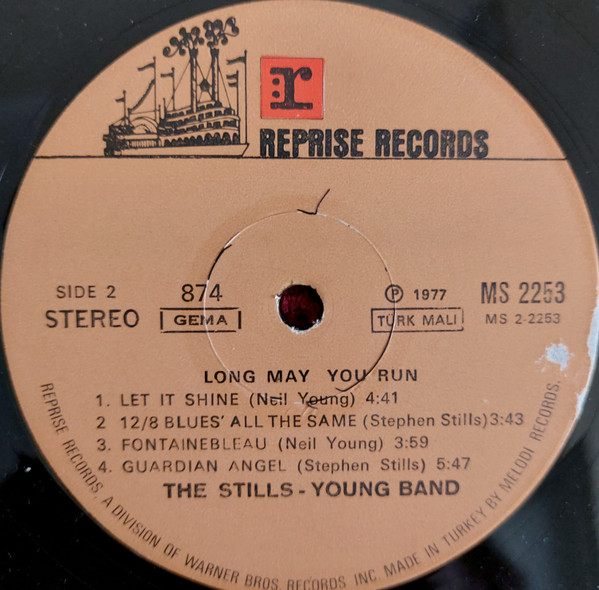 r
REPRISE RECORDS
SIDE 2
STEREO
874
GEMA
Ⓟ 1977
TÜRK MALI
MS 2253
MS 2-2253
LONG MAY YOU RUN
1. LET IT SHINE (Neil Young) 4:41
2 12/8 BLUES' ALL THE SAME (Stephen Stills) 3:43
3. FONTAINEBLEAU (Neil Young) 3:59
4. GUARDIAN ANGEL (Stephen Stills) 5:47
THE STILLS-YOUNG BAND
REPRISE RECORDS. A DIVISION OF WARNER BROS. RECORDS INC. MADE IN TURKEY BY MELODI RECORDS.